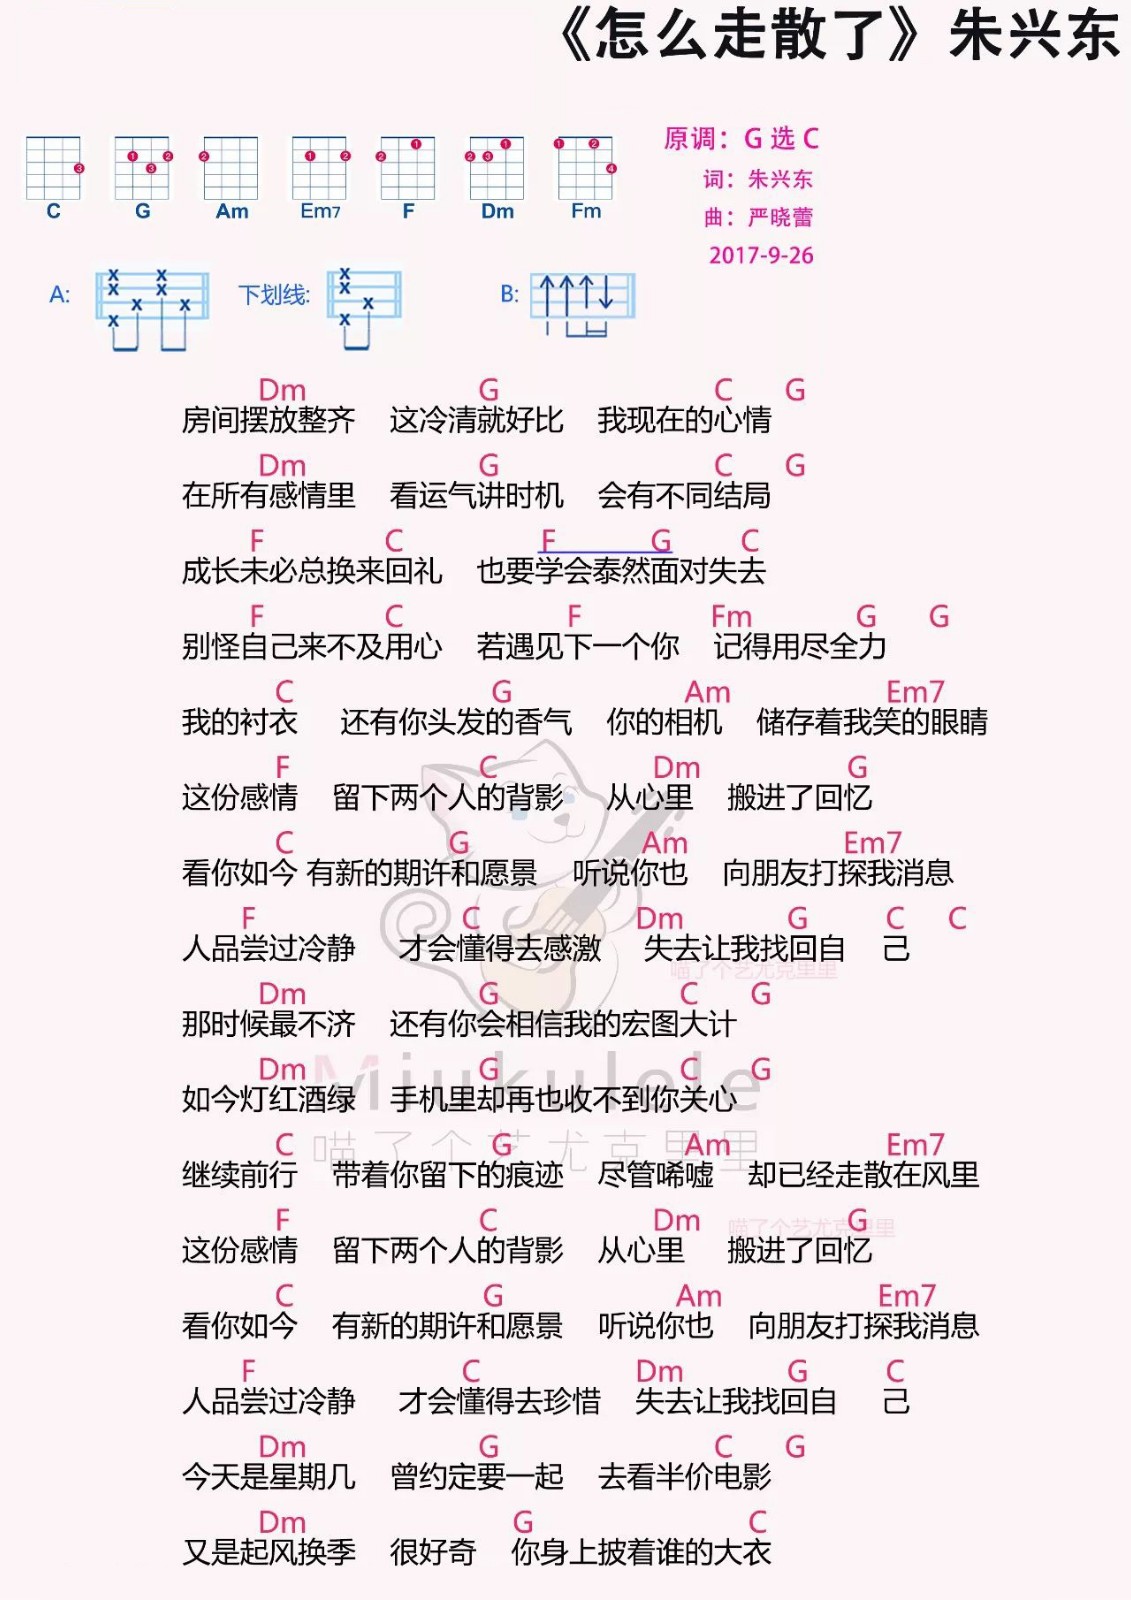 《怎么走散了》朱兴东
原调：G 选 C
词：朱兴东
曲：严晓蕾
2017-9-26
3 1 2 3 2 1 2 2 1 2 3 1 1 2 4
C G Am Em7 F Dm Fm
A: 下划线: B:
Dm G C G
房间摆放整齐 这冷清就好比 我现在的心情
Dm G C G
在所有感情里 看运气讲时机 会有不同结局
F C F G C
成长未必总换来回礼 也要学会泰然面对失去
F C F Fm G G
别怪自己来不及用心 若遇见下一个你 记得用尽全力
C G Am Em7
我的衬衣 还有你头发的香气 你的相机 储存着我笑的眼睛
F C Dm G
这份感情 留下两个人的背影 从心里 搬进了回忆
C G Am Em7
看你如今 有新的期许和愿景 听说你也 向朋友打探我消息
F C Dm G C C
人品尝过冷静 才会懂得去感激 失去让我找回自 己
喵了个艺尤克里里
Dm G C G
那时候最不济 还有你会相信我的宏图大计
Miukulele
Dm G C G
如今灯红酒绿 手机里却再也收不到你关心
喵了个艺尤克里里
C G Am Em7
继续前行 带着你留下的痕迹 尽管唏嘘 却已经走散在风里
喵了个艺尤克里里
F C Dm G
这份感情 留下两个人的背影 从心里 搬进了回忆
C G Am Em7
看你如今 有新的期许和愿景 听说你也 向朋友打探我消息
F C Dm G C
人品尝过冷静 才会懂得去珍惜 失去让我找回自 己
Dm G C G
今天是星期几 曾约定要一起 去看半价电影
Dm G C
又是起风换季 很好奇 你身上披着谁的大衣